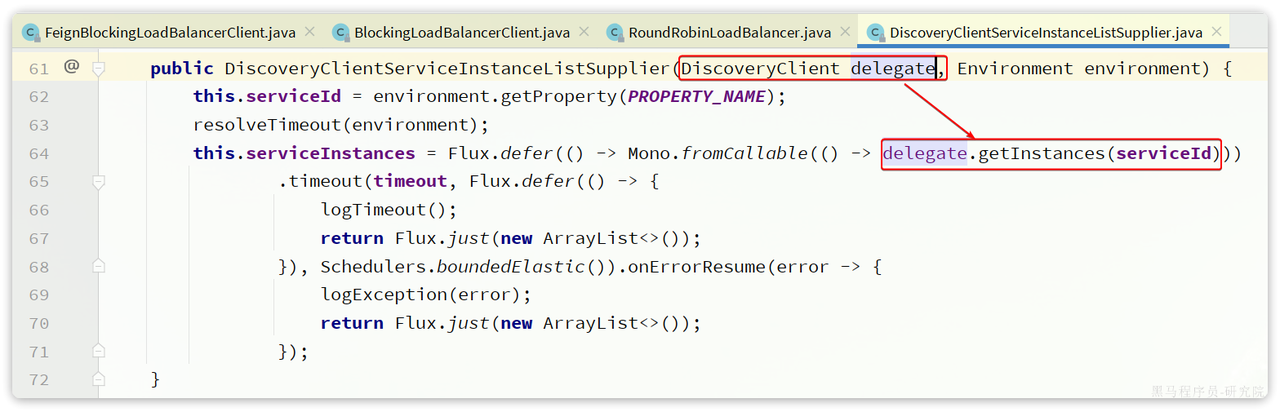 FeignBlockingLoadBalancerClient.java × BlockingLoadBalancerClient.java × RoundRobinLoadBalancer.java × DiscoveryClientServiceInstanceListSupplier.java ×
61 @ public DiscoveryClientServiceInstanceListSupplier(DiscoveryClient delegate, Environment environment) {
62 this.serviceId = environment.getProperty(PROPERTY_NAME);
63 resolveTimeout(environment);
64 this.serviceInstances = Flux.defer(() -> Mono.fromCallable(() -> delegate.getInstances(serviceId)))
65 .timeout(timeout, Flux.defer(() -> {
66 logTimeout();
67 return Flux.just(new ArrayList<>());
68 }), Schedulers.boundedElastic()).onErrorResume(error -> {
69 logException(error);
70 return Flux.just(new ArrayList<>());
71 });
72 }
黑马程序员-研究院